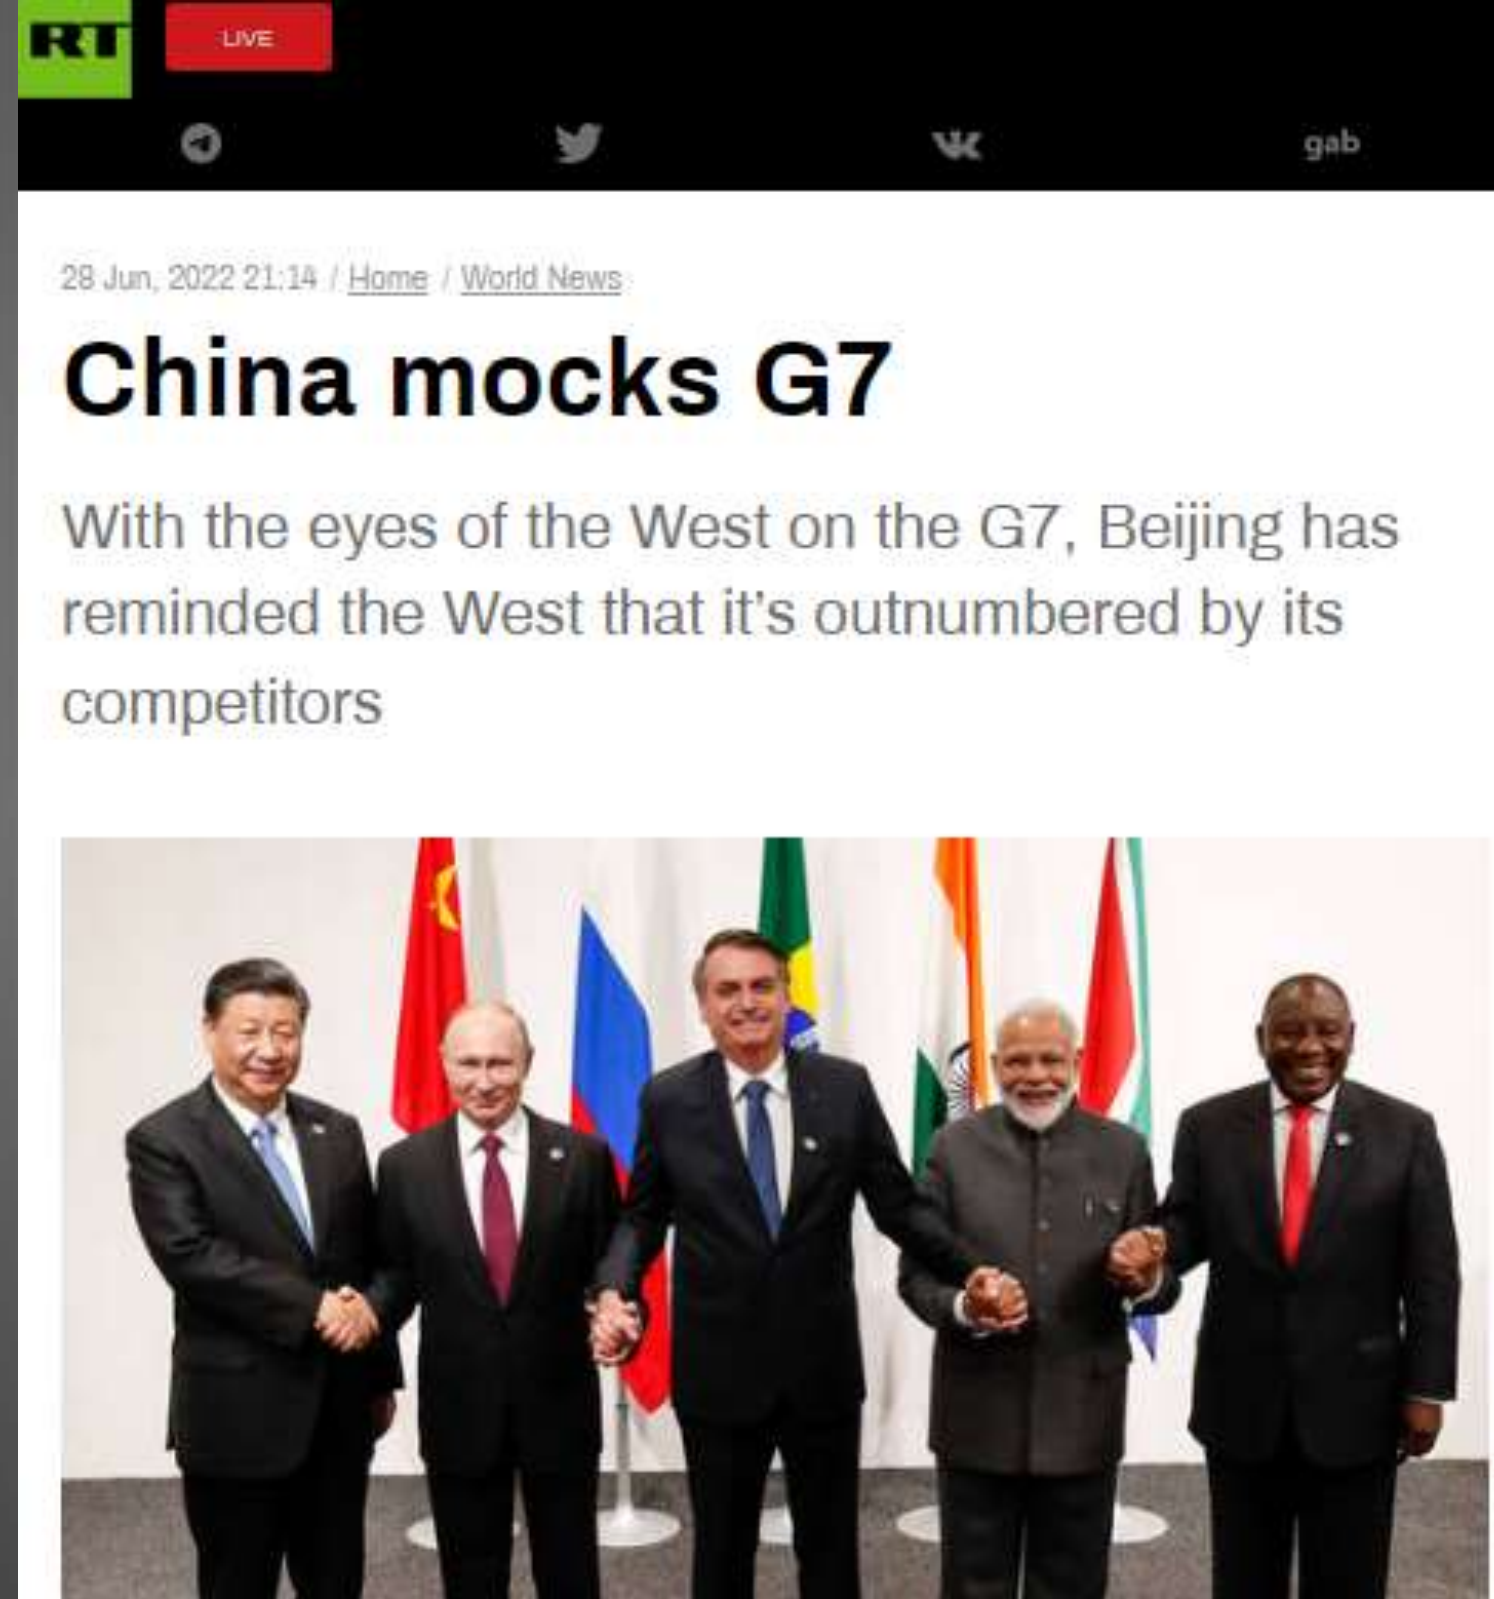 RT
LIVE
gab
28 Jun, 2022 21:14 / Home / World News
China mocks G7
With the eyes of the West on the G7, Beijing has
reminded the West that it's outnumbered by its
competitors